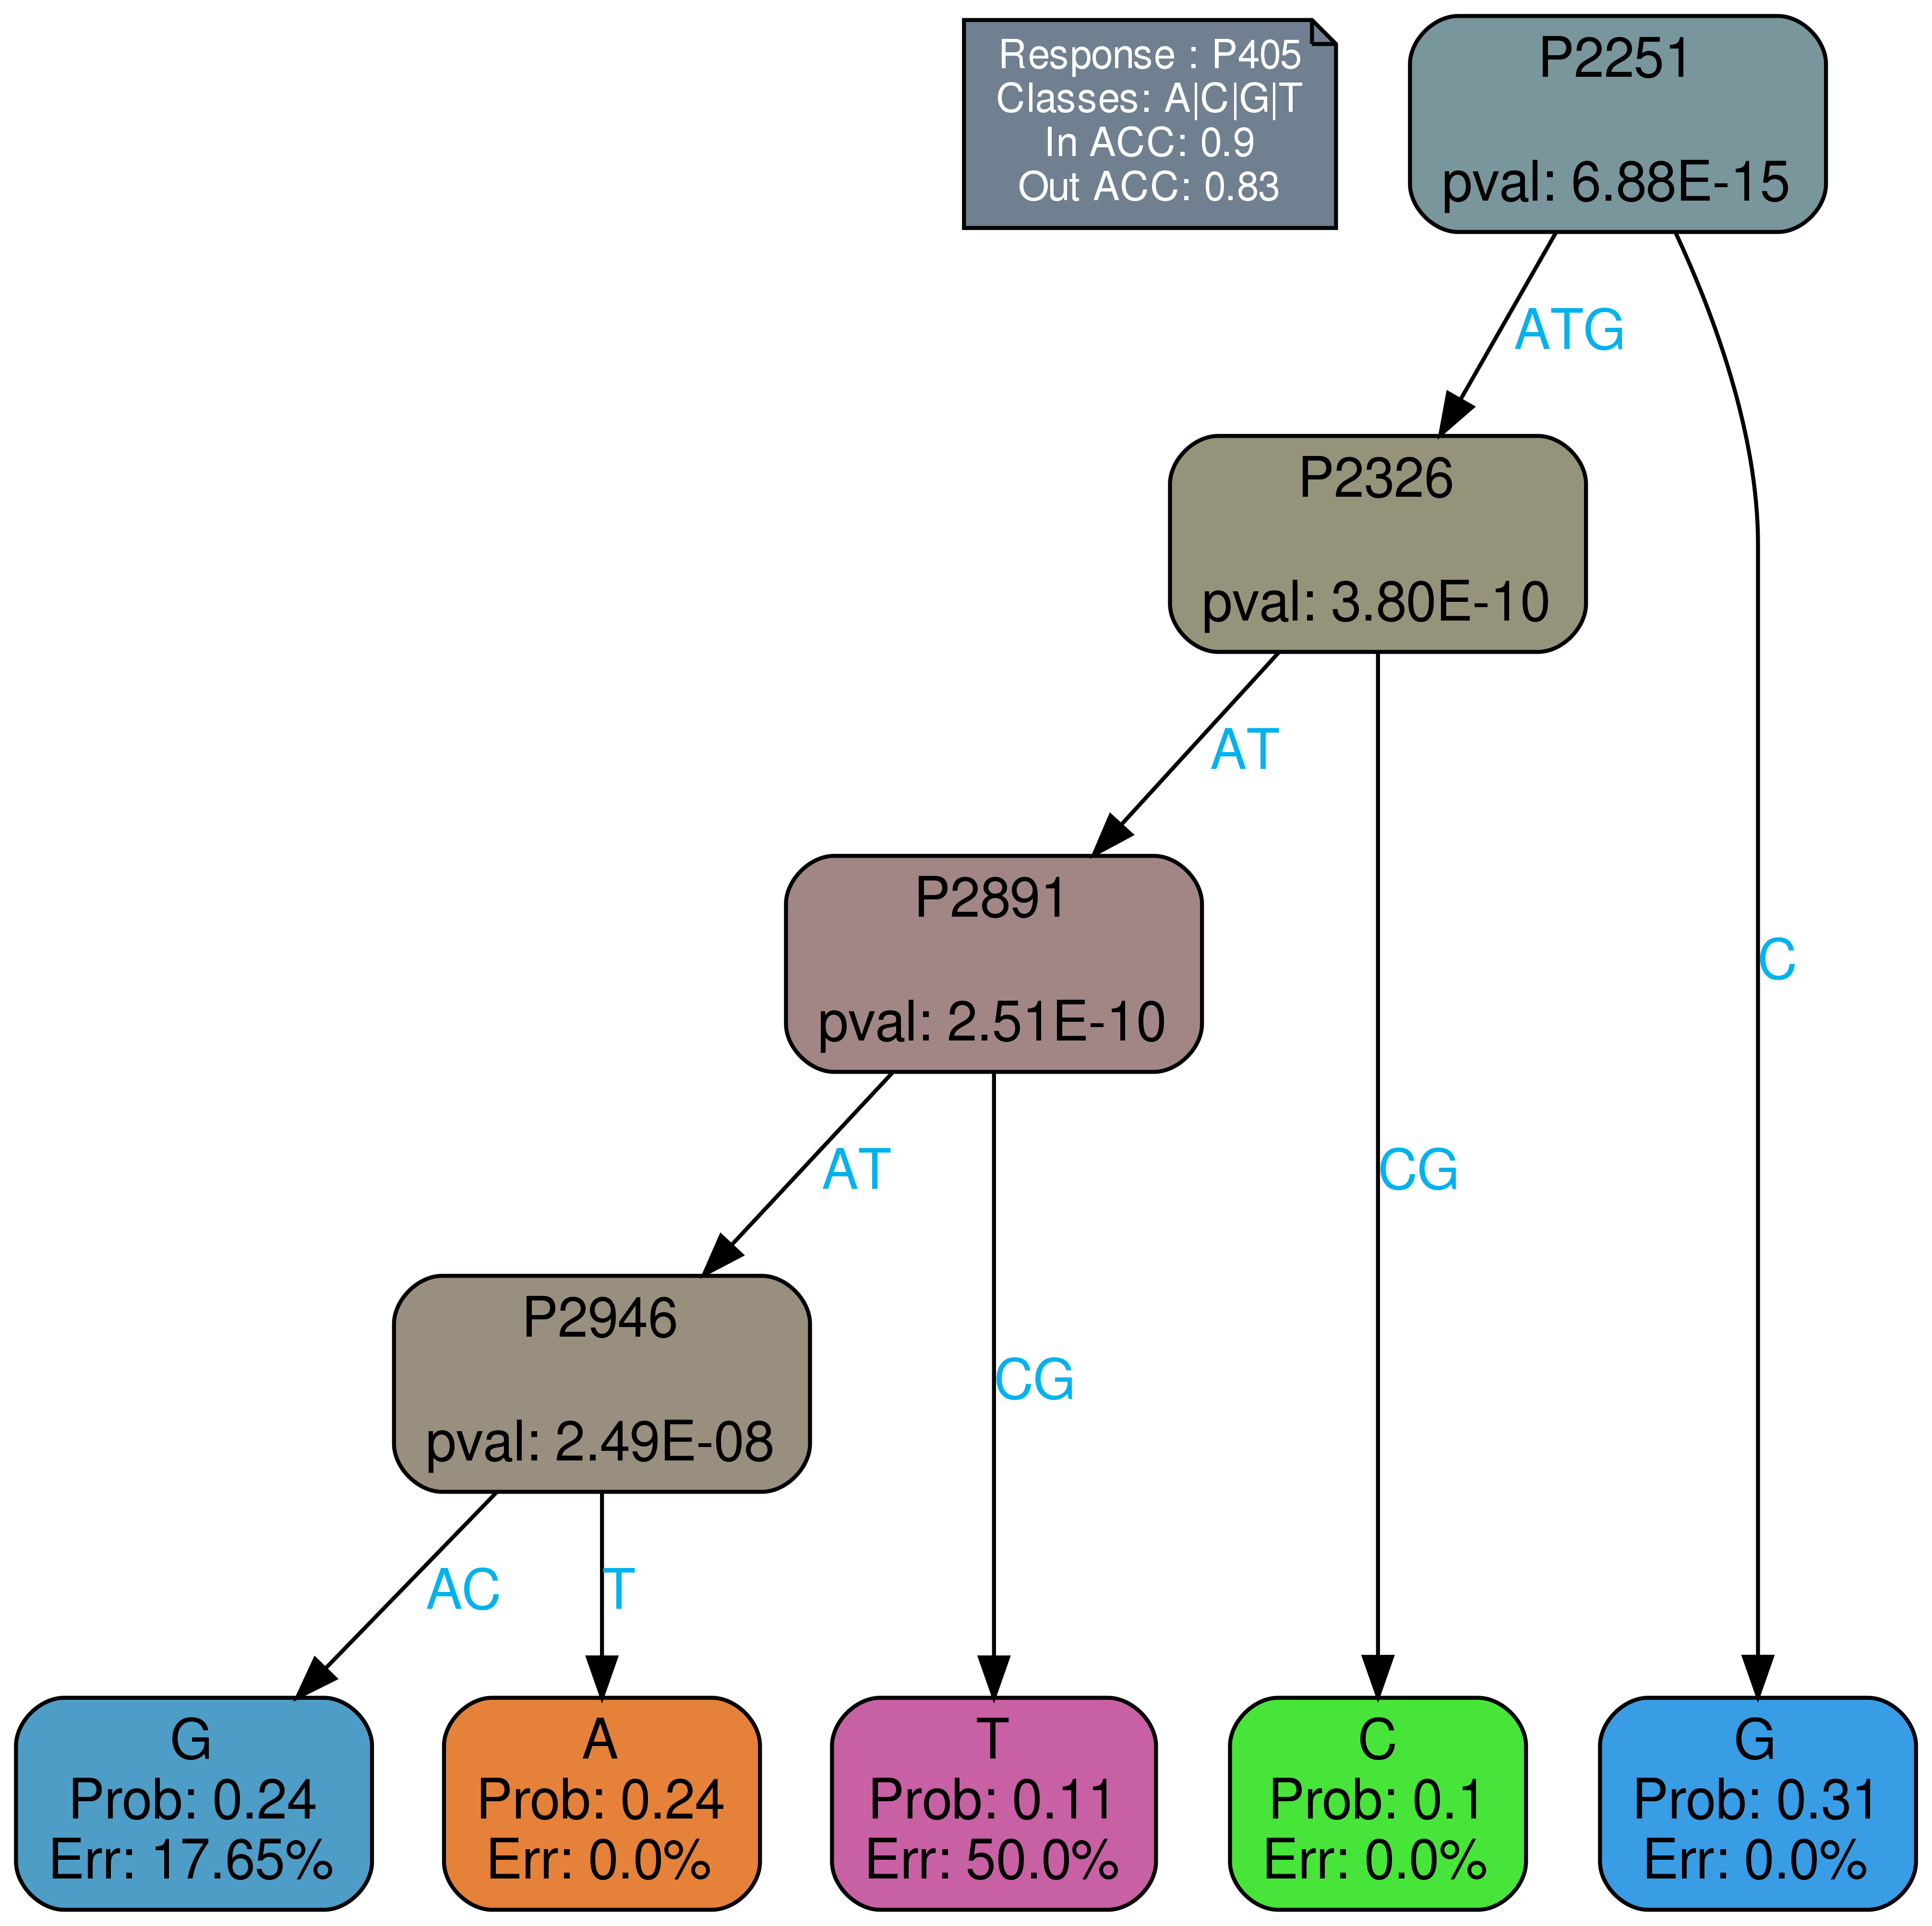 Response : P405
Classes: A|C|G|T
In ACC: 0.9
Out ACC: 0.83
P2251
pval: 6.88E-15
ATG
C
P2326
pval: 3.80E-10
AT
CG
P2891
pval: 2.51E-10
AT
CG
P2946
pval: 2.49E-08
AC
T
G
Prob: 0.24
Err: 17.65%
A
Prob: 0.24
Err: 0.0%
T
Prob: 0.11
Err: 50.0%
C
Prob: 0.1
Err: 0.0%
G
Prob: 0.31
Err: 0.0%